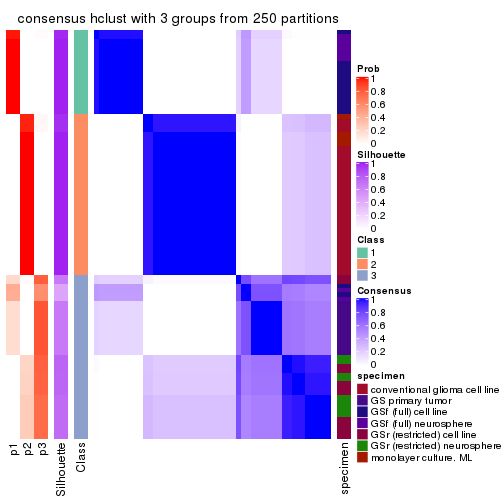 consensus hclust with 3 groups from 250 partitions
Prob
1
0.8
0.6
0.4
0.2
0
Silhouette
1
0.8
0.6
0.4
0.2
0
Class
1
2
3
Consensus
1
0.8
0.6
0.4
0.2
0
specimen
conventional glioma cell line
GS primary tumor
GSf (full) cell line
GSf (full) neurosphere
GSr (restricted) cell line
GSr (restricted) neurosphere
monolayer culture. ML
p1
p2
p3
Silhouette
Class
specimen